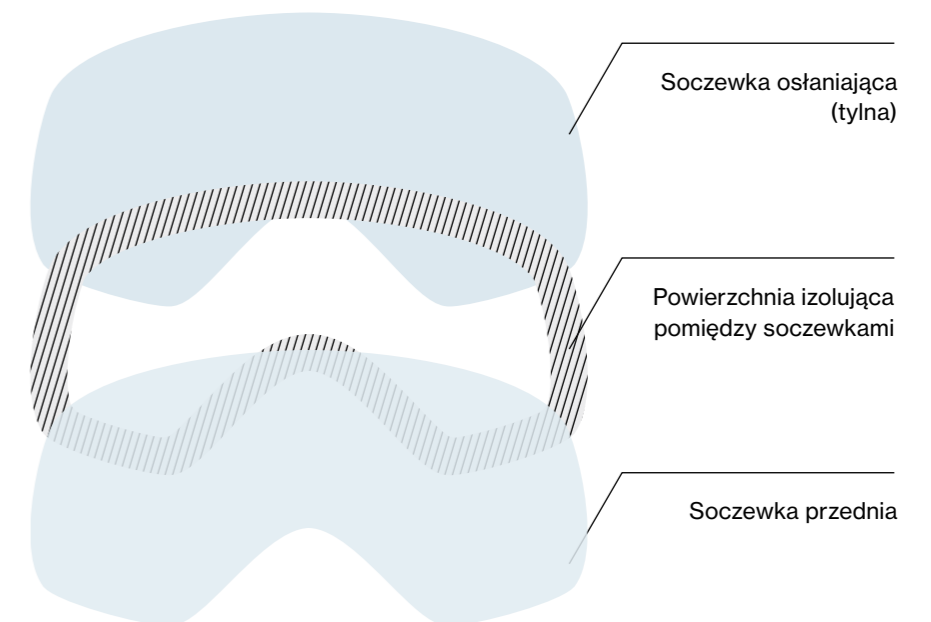 Soczewka osłaniająca
(tylna)
Powierzchnia izolująca
pomiędzy soczewkami
Soczewka przednia